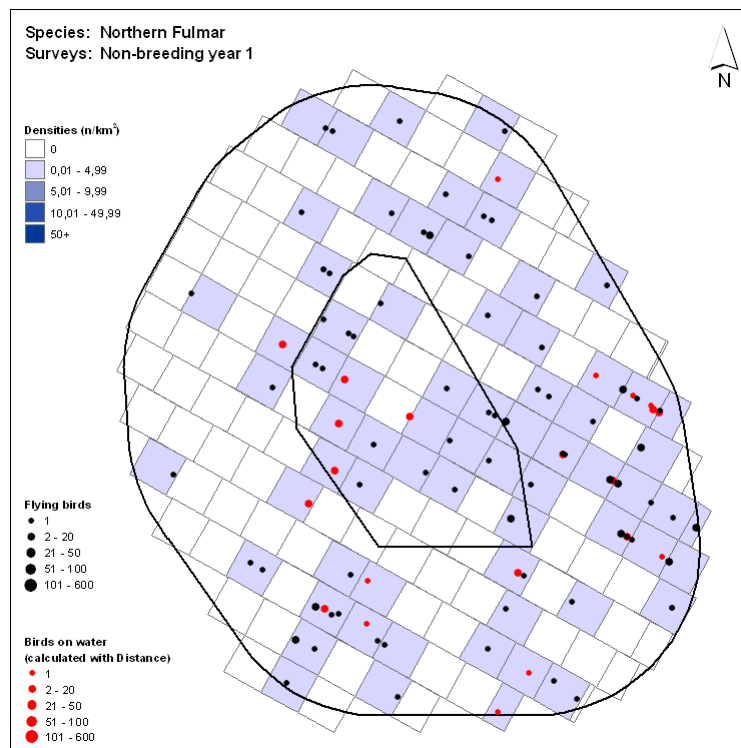 Species: Northern Fulmar
Surveys: Non-breeding year 1
N
Densities (n/km²)
0
0,01 - 4,99
5,01 - 9,99
10,01 - 49,99
50+
Flying birds
1
2 - 20
21 - 50
51 - 100
101 - 600
Birds on water
(calculated with Distance)
1
2 - 20
21 - 50
51 - 100
101 - 600